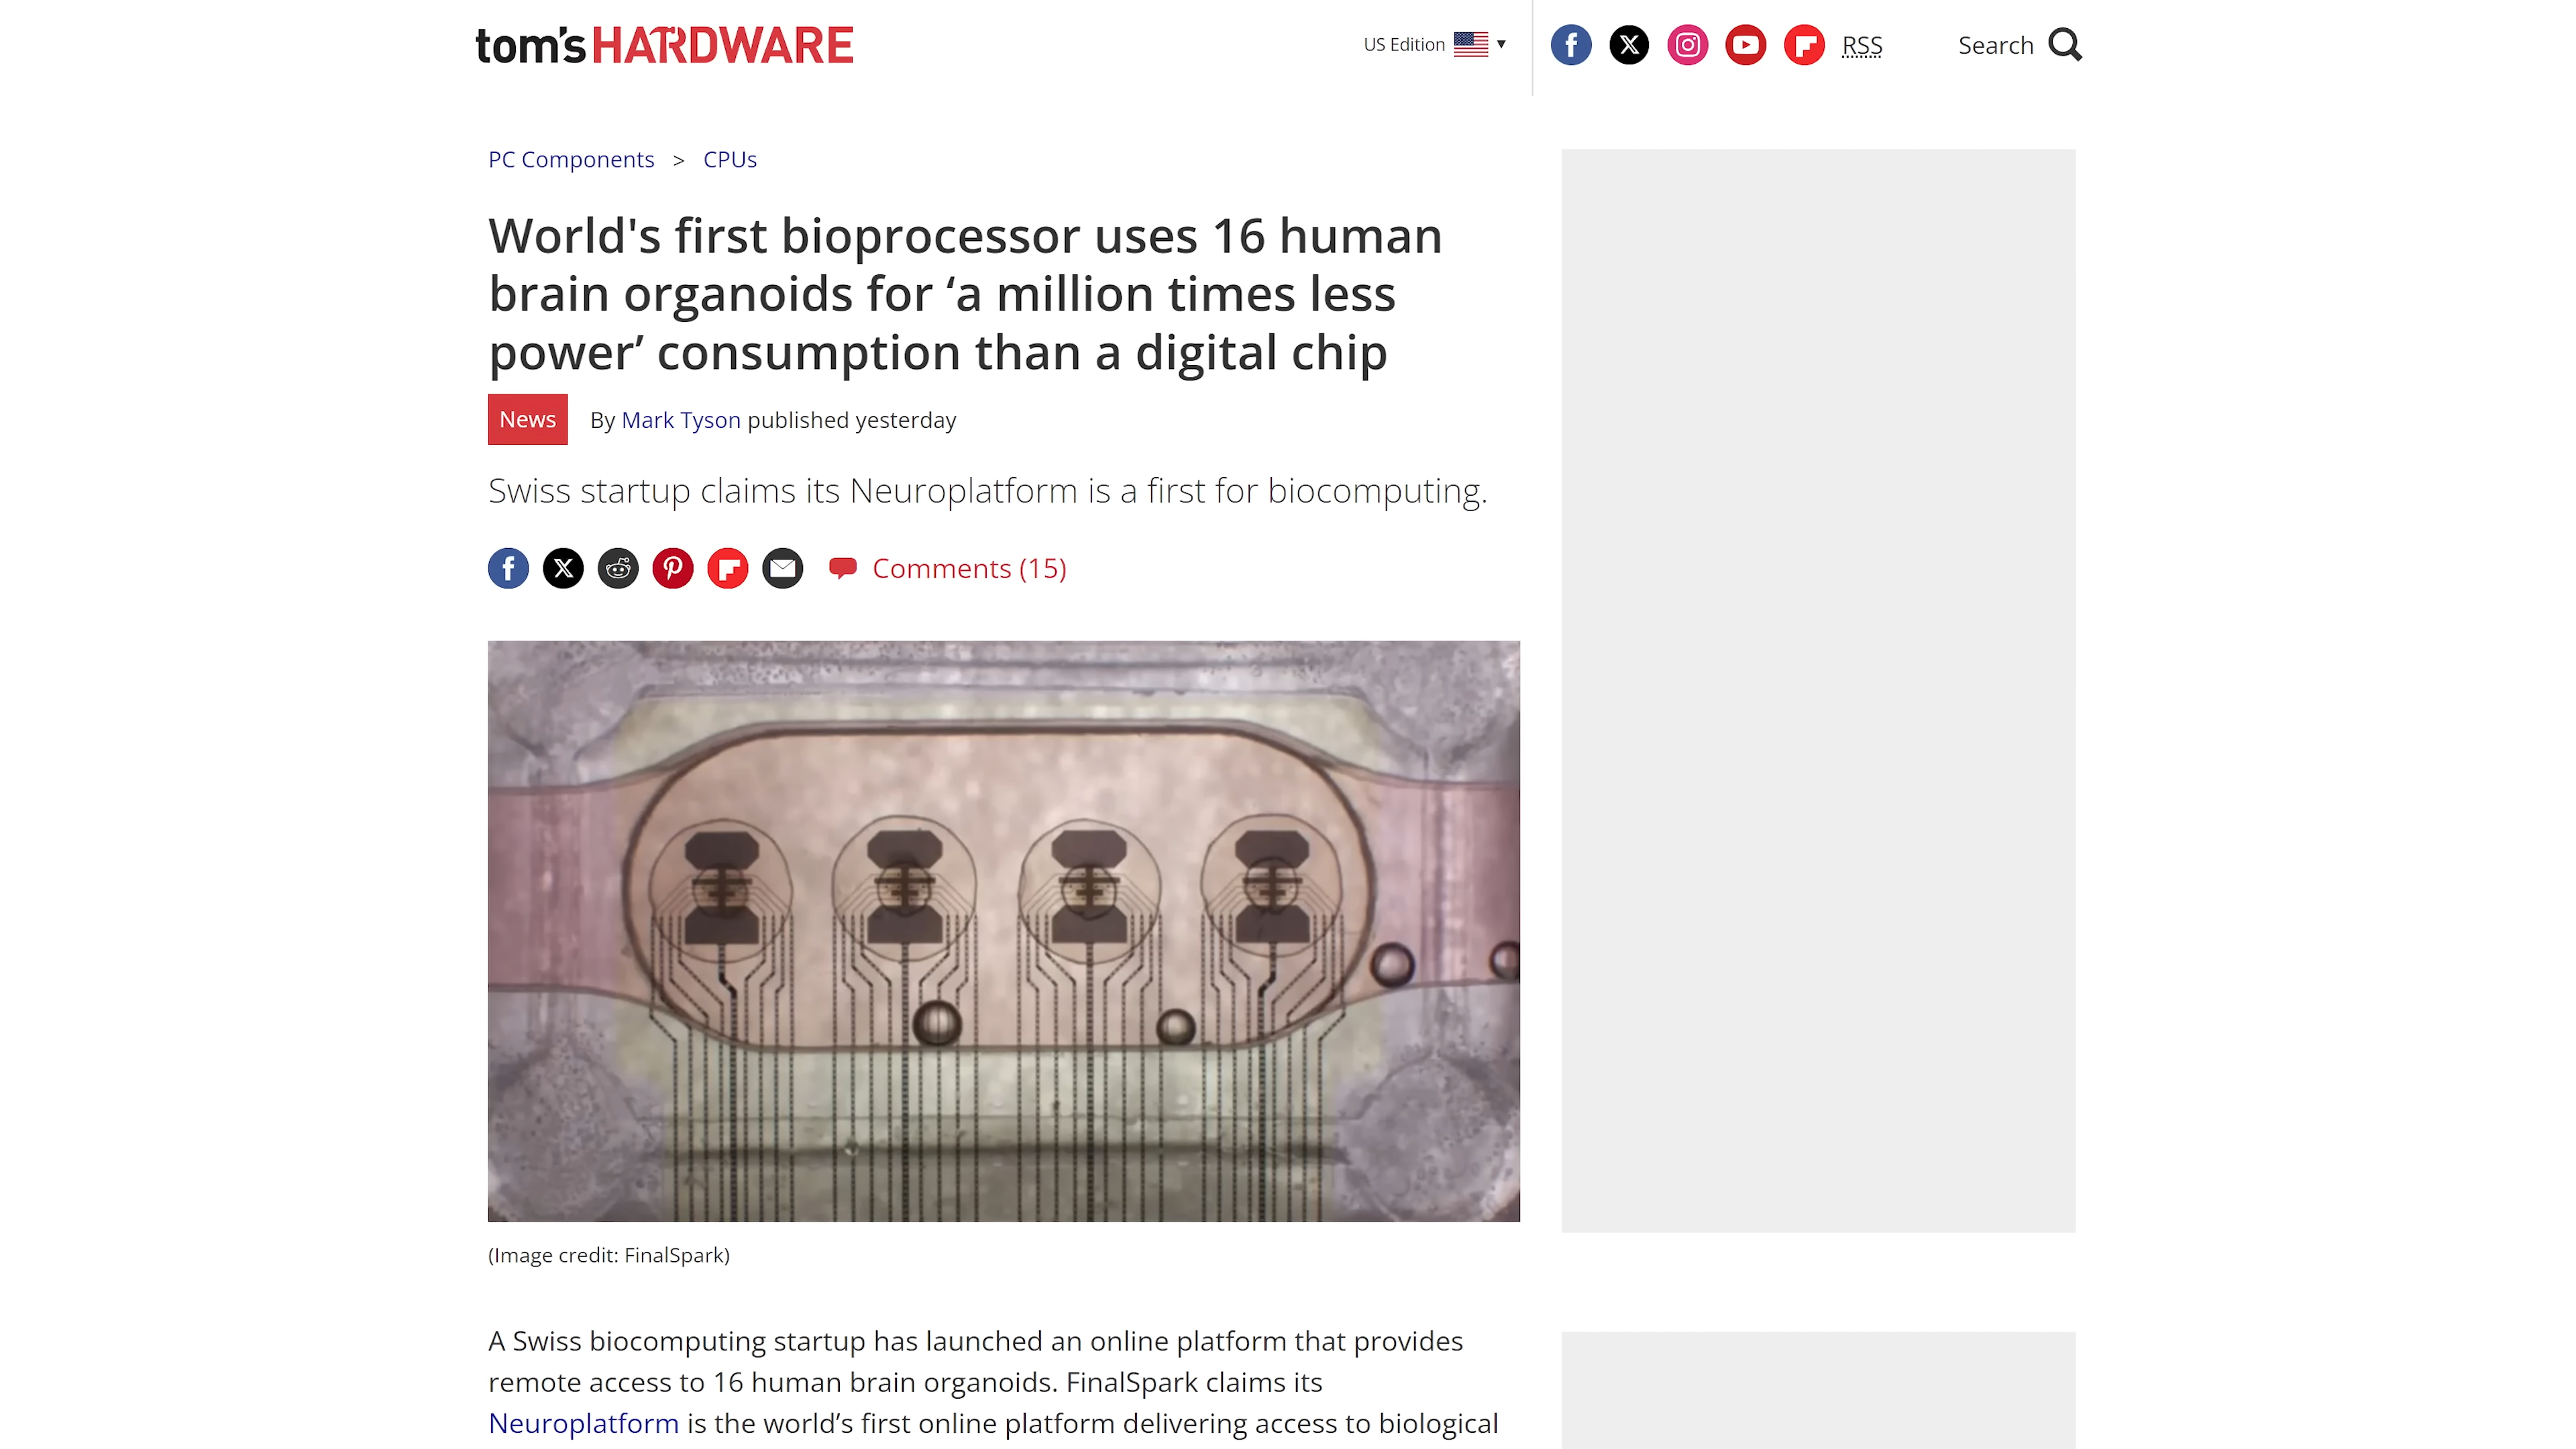 tom's HARDWARE
US Edition
RSS
Search
PC Components > CPUs
World's first bioprocessor uses 16 human
brain organoids for ‘a million times less
power’ consumption than a digital chip
News
By Mark Tyson published yesterday
Swiss startup claims its Neuroplatform is a first for biocomputing.
Comments (15)
(Image credit: FinalSpark)
A Swiss biocomputing startup has launched an online platform that provides
remote access to 16 human brain organoids. FinalSpark claims its
Neuroplatform is the world’s first online platform delivering access to biological